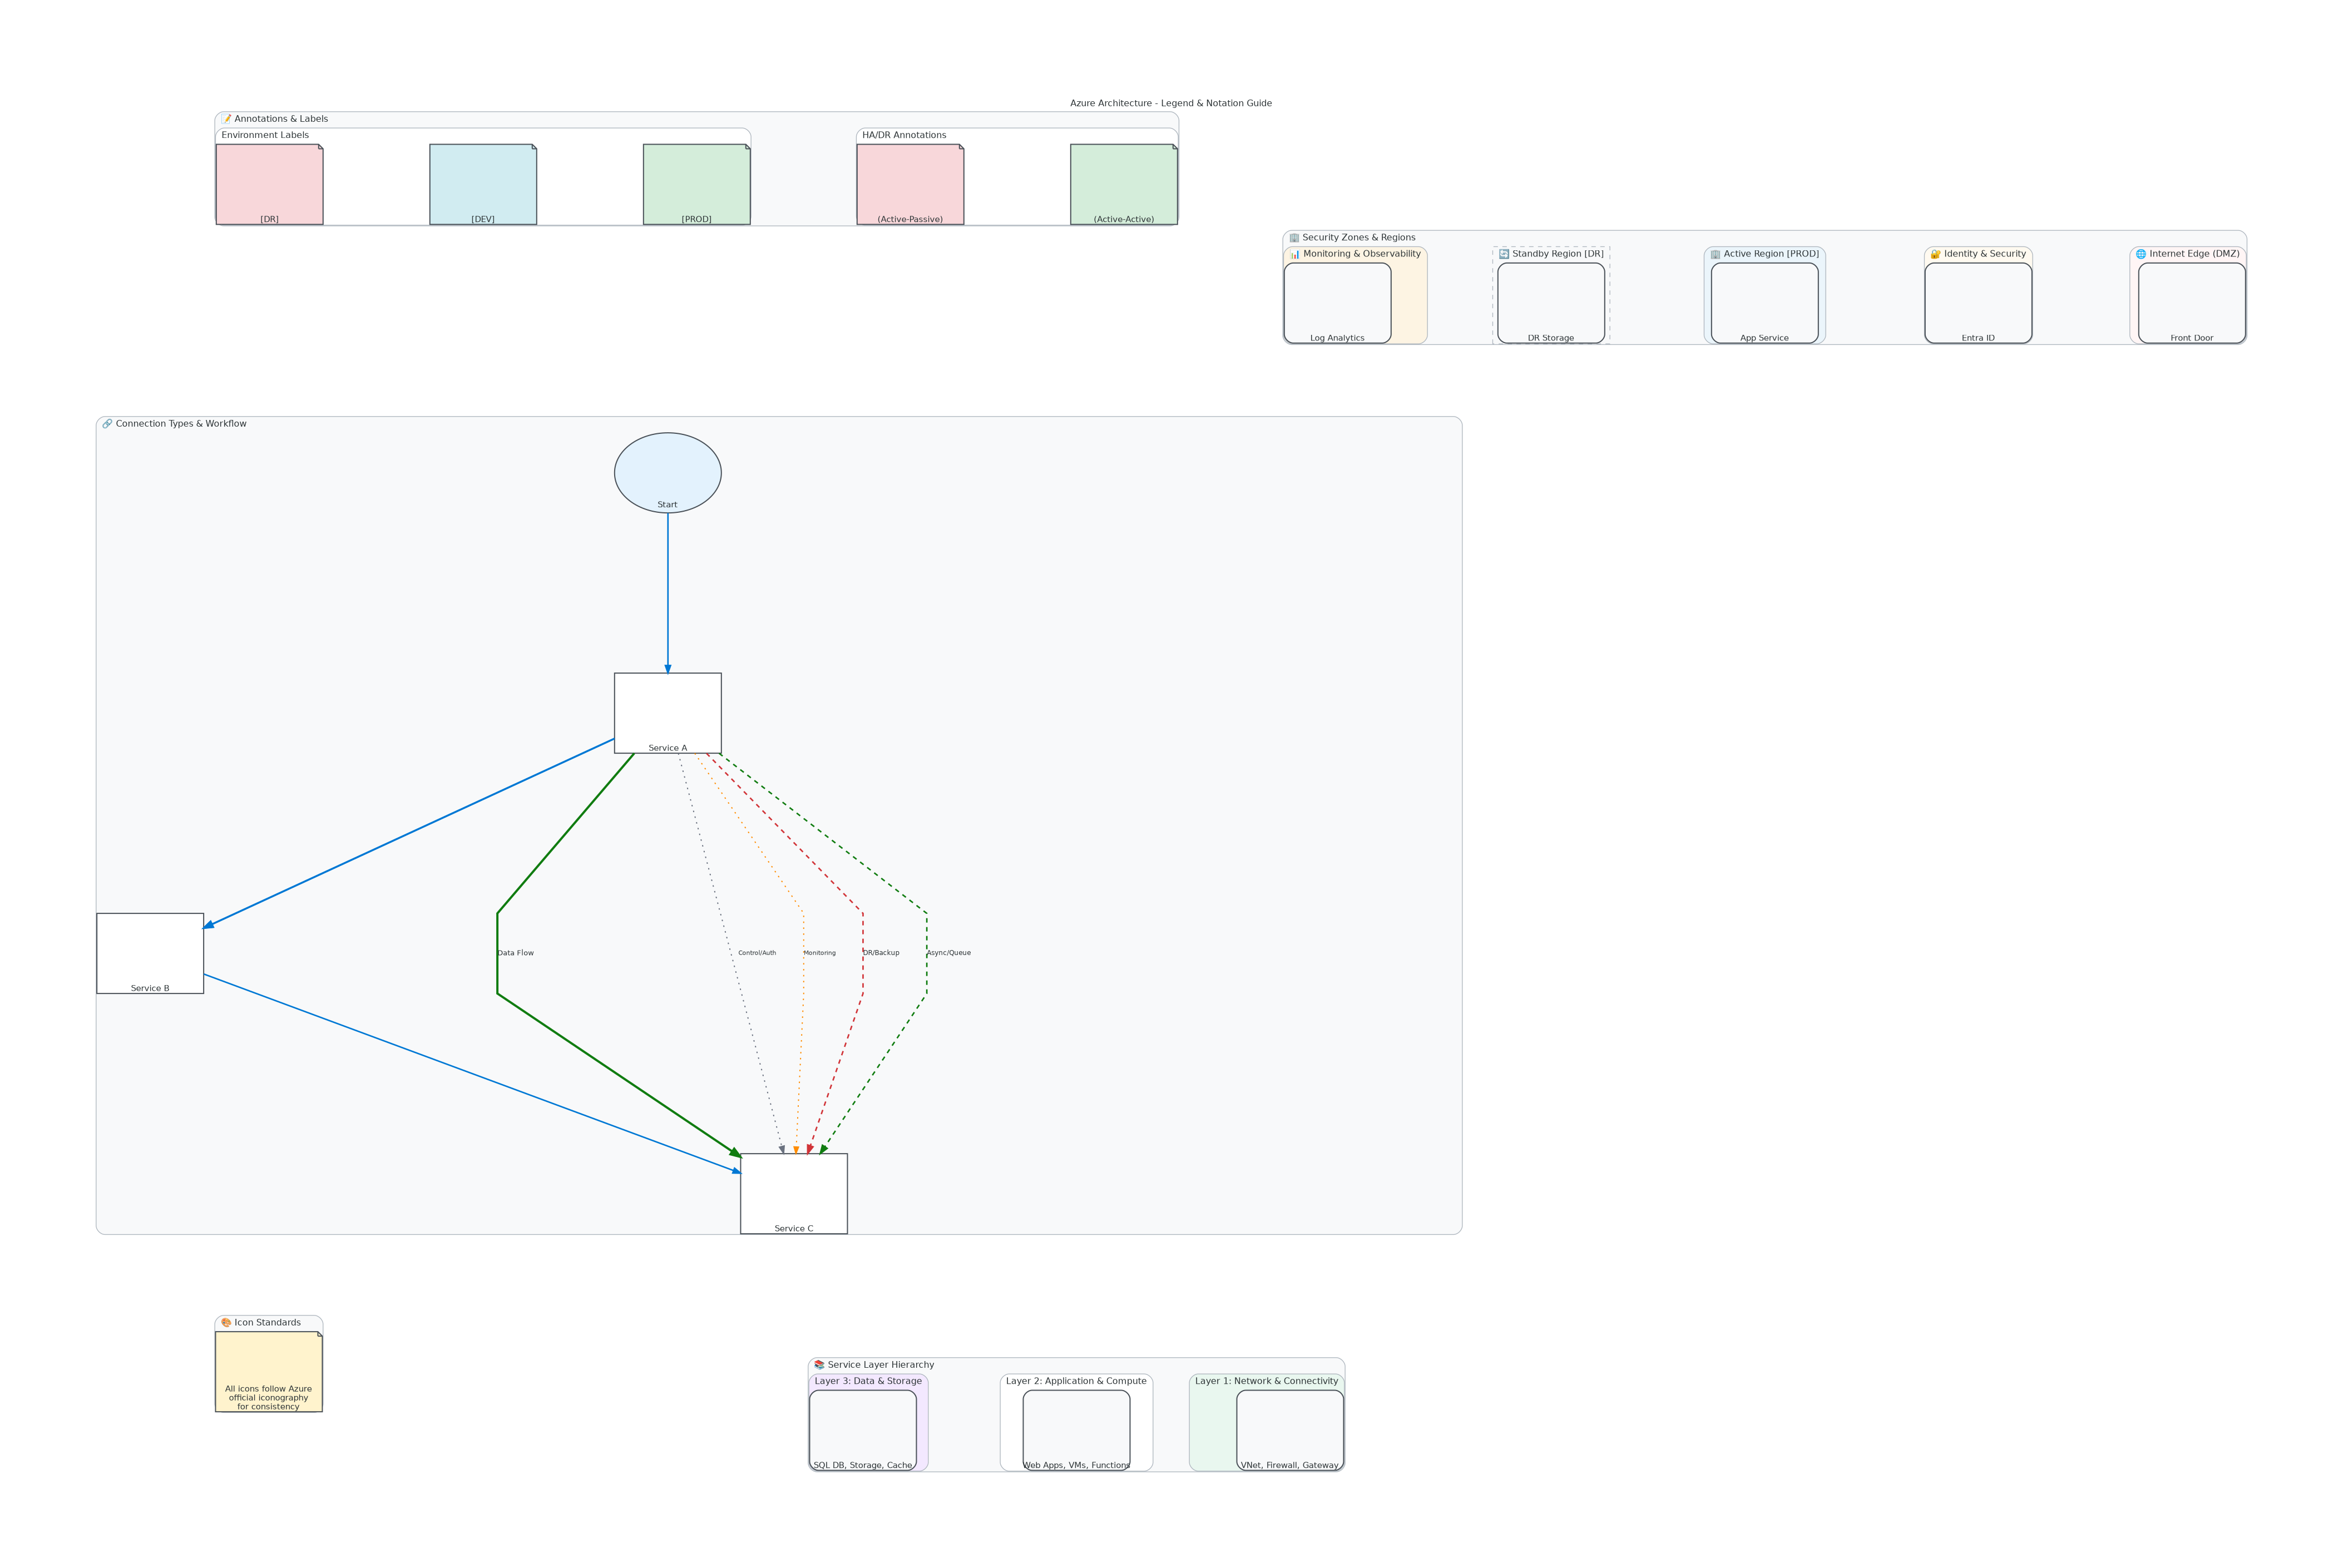 Azure Architecture - Legend & Notation Guide
📝 Annotations & Labels
Environment Labels
[DR]
[DEV]
[PROD]
HA/DR Annotations
(Active-Passive)
(Active-Active)
🏢 Security Zones & Regions
📊 Monitoring & Observability
Log Analytics
🔄 Standby Region [DR]
DR Storage
🏢 Active Region [PROD]
App Service
🔐 Identity & Security
Entra ID
🌐 Internet Edge (DMZ)
Front Door
🔗 Connection Types & Workflow
Start
Service A
Service B
Data Flow
Control/Auth
Monitoring
DR/Backup
Async/Queue
Service C
🎨 Icon Standards
All icons follow Azure
official iconography
for consistency
📚 Service Layer Hierarchy
Layer 3: Data & Storage
SQL DB, Storage, Cache
Layer 2: Application & Compute
Web Apps, VMs, Functions
Layer 1: Network & Connectivity
VNet, Firewall, Gateway